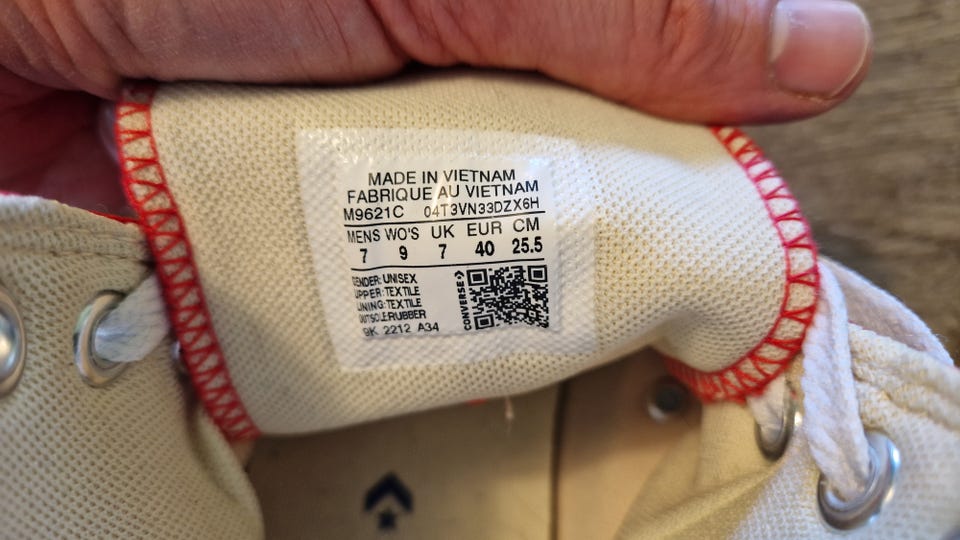 MADE IN VIETNAM
FABRIQUE AU VIETNAM
M9621C 04T3VN33DZX6H
MENS WO'S UK EUR CM
7 9 7 40 25.5
GENDER: UNISEX
UPPER: TEXTILE
LINING: TEXTILE
OUTSOLE: RUBBER
9K 2212 A34
CONVERSE